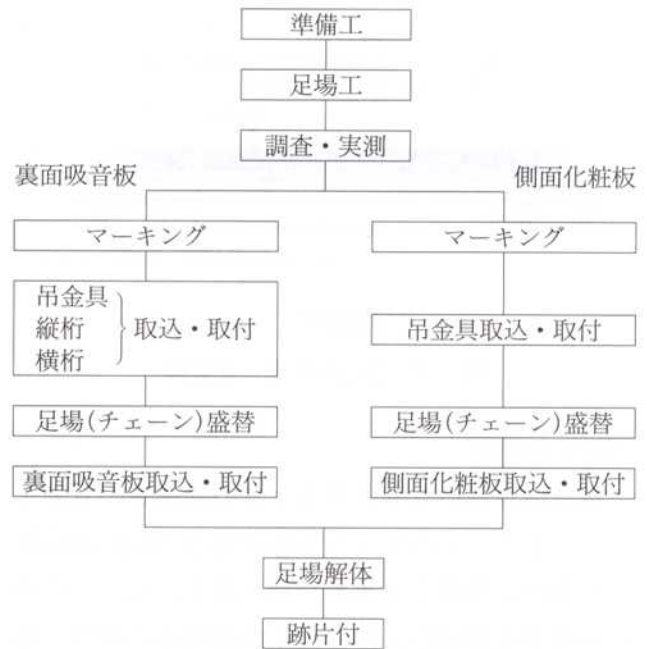 準備工
足場工
調査・実測
裏面吸音板
側面化粧板
マーキング
マーキング
吊金具
縦桁
横桁
取込・取付
吊金具取込・取付
足場(チェーン)盛替
足場(チェーン)盛替
裏面吸音板取込・取付
側面化粧板取込・取付
足場解体
跡片付